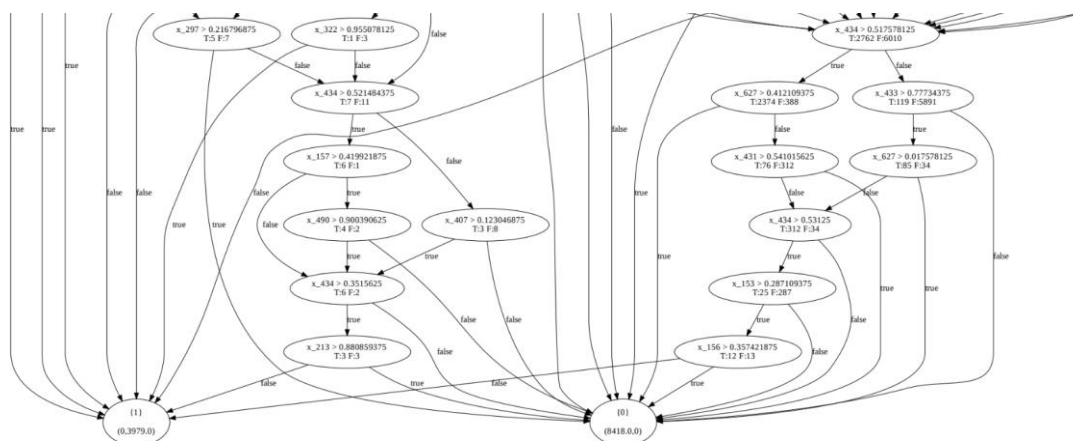 x_297 > 0.216796875
T:5 F:7
x_322 > 0.955078125
T:1 F:3
false
x_434 > 0.517578125
T:2762 F:6010
true
false
false
true
false
x_434 > 0.521484375
T:7 F:11
x_627 > 0.412109375
T:2374 F:388
x_433 > 0.77734375
T:119 F:5891
true
true
true
true
false
false
true
x_157 > 0.419921875
T:6 F:1
x_431 > 0.541015625
T:76 F:312
x_627 > 0.017578125
T:85 F:34
false
false
false
true
false
false
x_490 > 0.900390625
T:4 F:2
x_407 > 0.123046875
T:3 F:8
x_434 > 0.53125
T:312 F:34
true
false
true
true
true
true
false
x_434 > 0.3515625
T:6 F:2
x_153 > 0.287109375
T:25 F:287
true
true
true
false
false
true
false
x_213 > 0.880859375
T:3 F:3
x_156 > 0.357421875
T:12 F:13
false
false
true
false
true
{1}
(0,3979.0)
{0}
(8418.0,0)